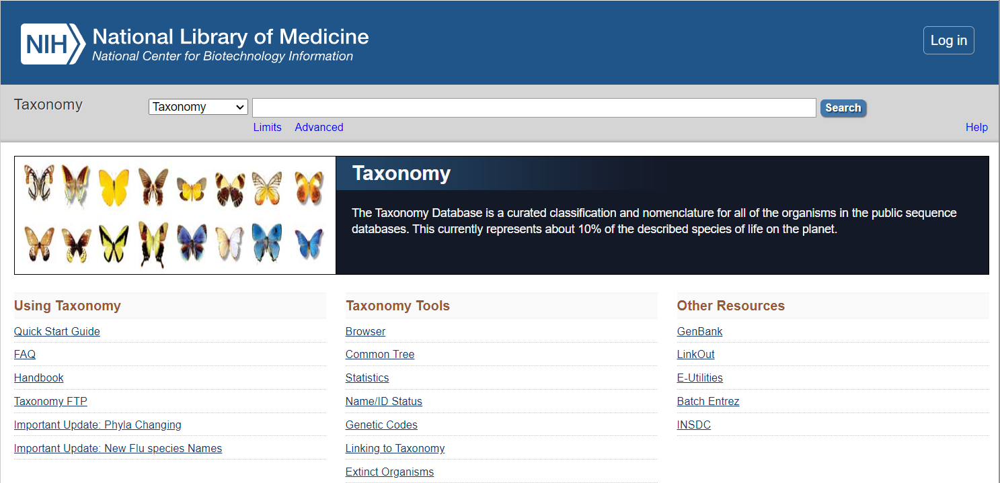 NIH
National Library of Medicine
National Center for Biotechnology Information
Log in
Taxonomy
Taxonomy
Search
Limits
Advanced
Help
Taxonomy
The Taxonomy Database is a curated classification and nomenclature for all of the organisms in the public sequence
databases. This currently represents about 10% of the described species of life on the planet.
Using Taxonomy
Quick Start Guide
FAQ
Handbook
Taxonomy FTP
Important Update: Phyla Changing
Important Update: New Flu species Names
Taxonomy Tools
Browser
Common Tree
Statistics
Name/ID Status
Genetic Codes
Linking to Taxonomy
Extinct Organisms
Other Resources
GenBank
LinkOut
E-Utilities
Batch Entrez
INSDC